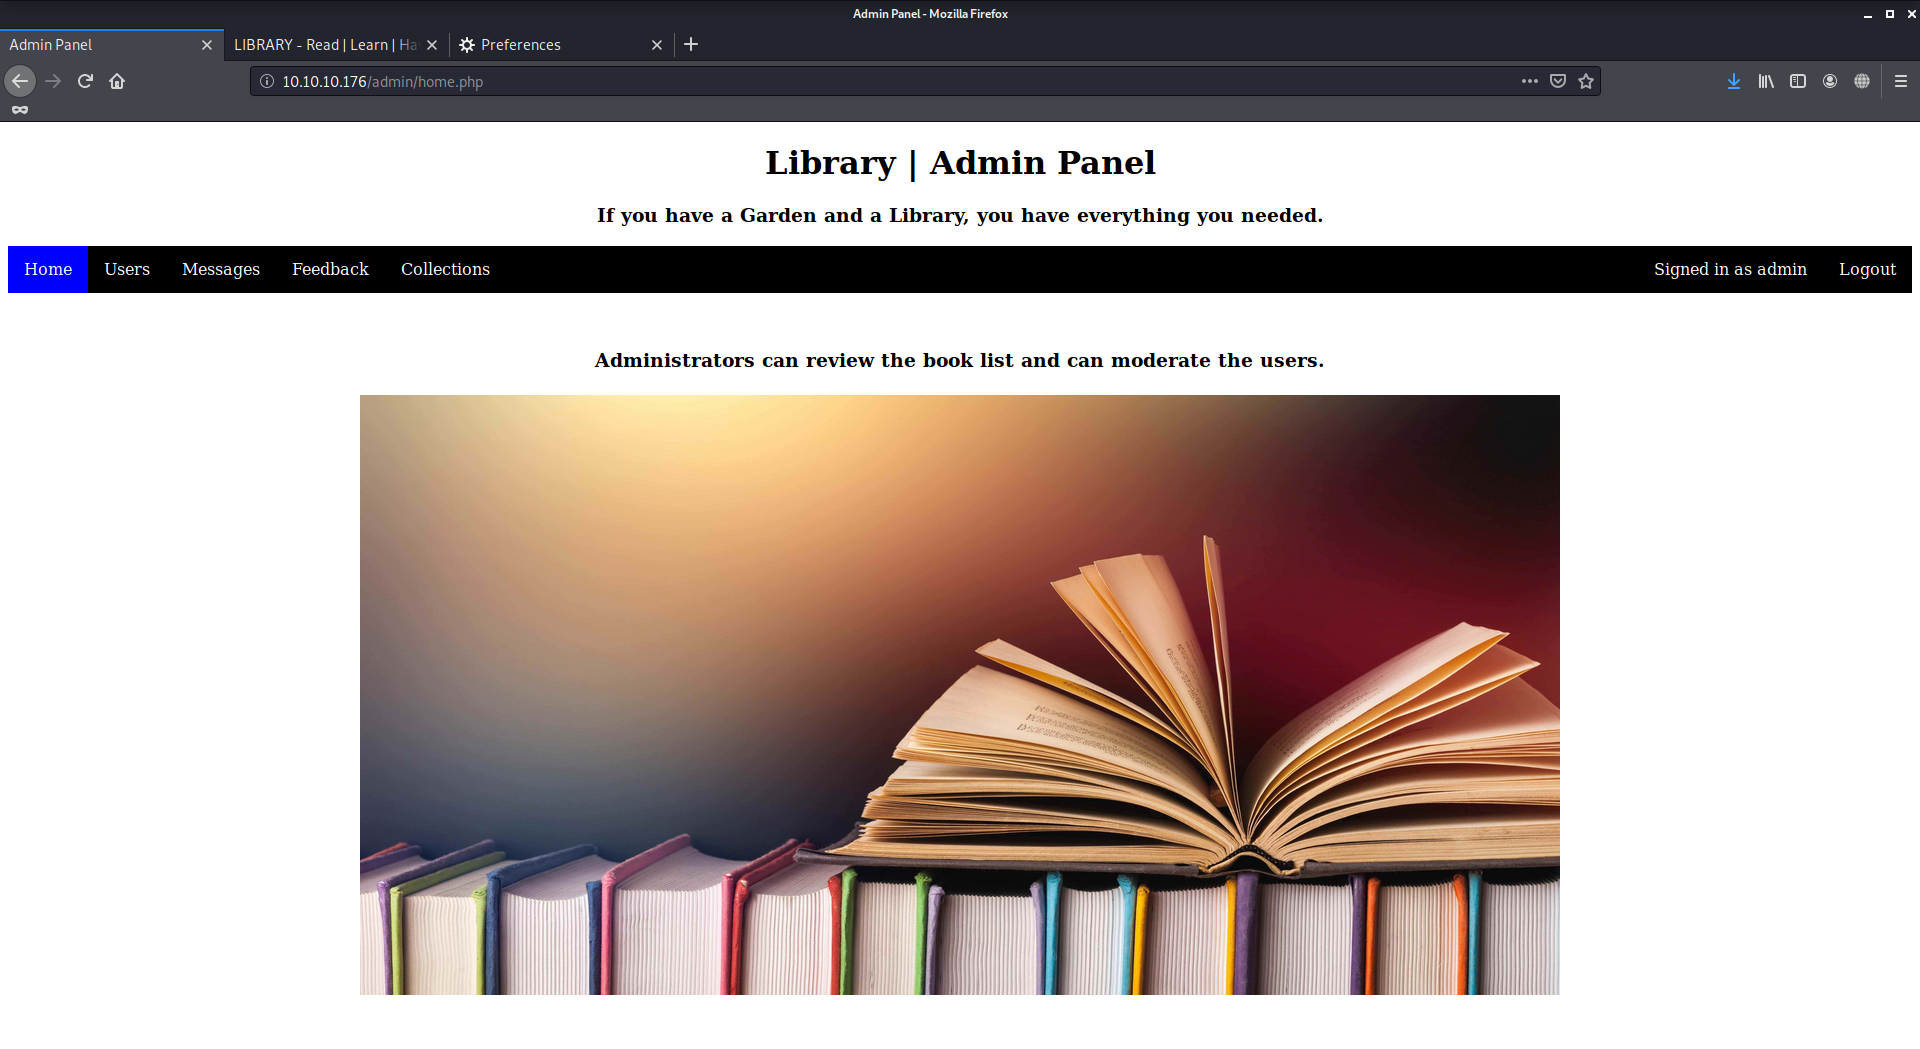 Admin Panel - Mozilla Firefox
Admin Panel
LIBRARY - Read | Learn | Ha
Preferences
10.10.10.176/admin/home.php
Library | Admin Panel
If you have a Garden and a Library, you have everything you needed.
Home Users Messages Feedback Collections Signed in as admin Logout
Administrators can review the book list and can moderate the users.